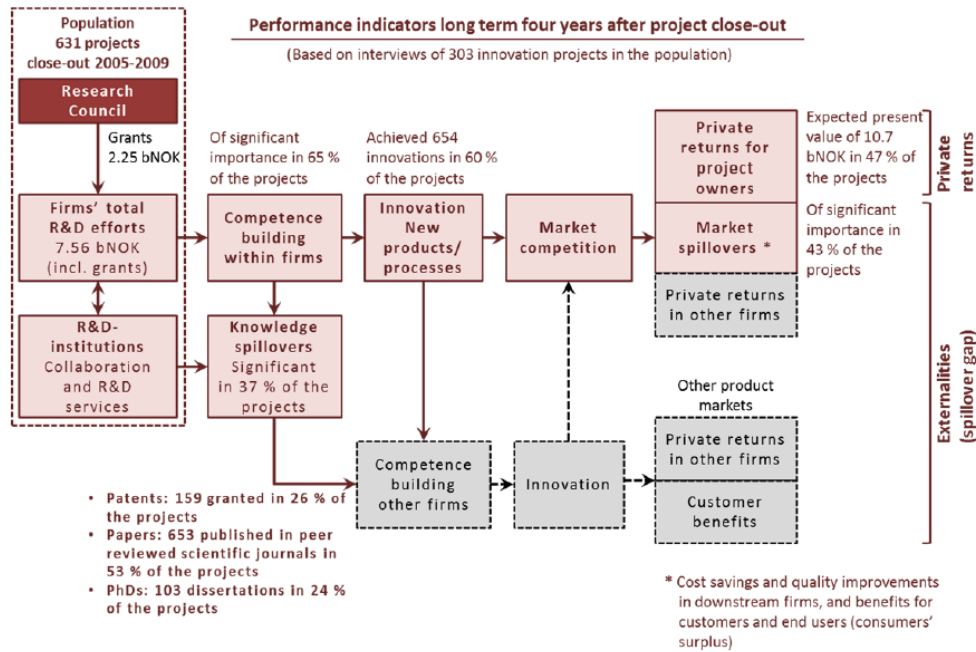 Population
631 projects
close-out 2005-2009
Research
Council
Grants
2.25 bNOK
Firms’ total
R&D efforts
7.56 bNOK
(incl. grants)
R&D-
institutions
Collaboration
and R&D
services
Performance indicators long term four years after project close-out
(Based on interviews of 303 innovation projects in the population)
Of significant
importance in 65 %
of the projects
Competence
building
within firms
Knowledge
spillovers
Significant
in 37 % of the
projects
Achieved 654
innovations in 60 %
of the projects
Innovation
New
products/
processes
Market
competition
Private
returns for
project
owners
Market
spillovers *
Private returns
in other firms
Expected present
value of 10.7
bNOK in 47 % of
the projects
Of significant
importance in
43 % of the
projects
Private
returns
Externalities
(spillover gap)
Competence
building
other firms
Innovation
Other product
markets
Private returns
in other firms
Customer
benefits
• Patents: 159 granted in 26 % of
the projects
• Papers: 653 published in peer
reviewed scientific journals in
53 % of the projects
• PhDs: 103 dissertations in 24 %
of the projects
* Cost savings and quality improvements
in downstream firms, and benefits for
customers and end users (consumers’
surplus)